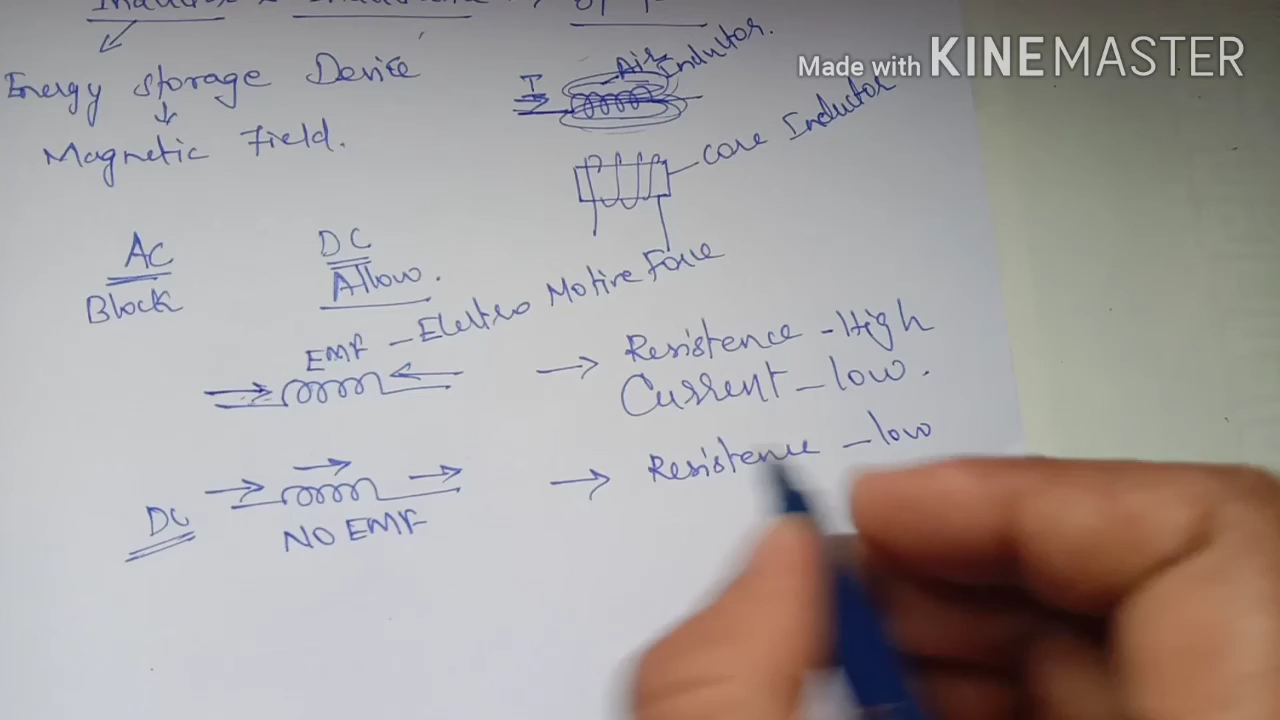 Energy Storage Device
Magnetic Field.
I
Air Inductor.
Core Inductor
AC
Block
DC
Allow.
EMF - Elektro Motive Force
Resistence - High
Current - low.
DC
NO EMF
Resistence - low
Made with KINEMASTER